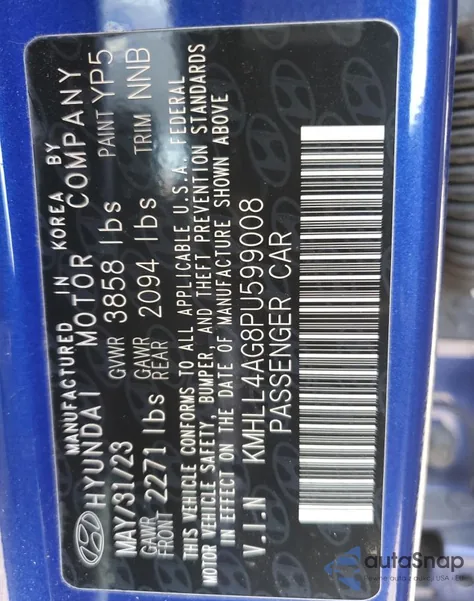 MANUFACTURED IN KOREA BY
HYUNDAI MOTOR COMPANY
MAY/31/23 GVWR 3858 lbs PAINT YP5
GAWR FRONT 2271 lbs GAWR REAR 2094 lbs TRIM NNB
THIS VEHICLE CONFORMS TO ALL APPLICABLE U.S.A. FEDERAL
MOTOR VEHICLE SAFETY, BUMPER, AND THEFT PREVENTION STANDARDS
IN EFFECT ON THE DATE OF MANUFACTURE SHOWN ABOVE
V.I.N KMHLL4AG8PU599008
PASSENGER CAR
autoSnap